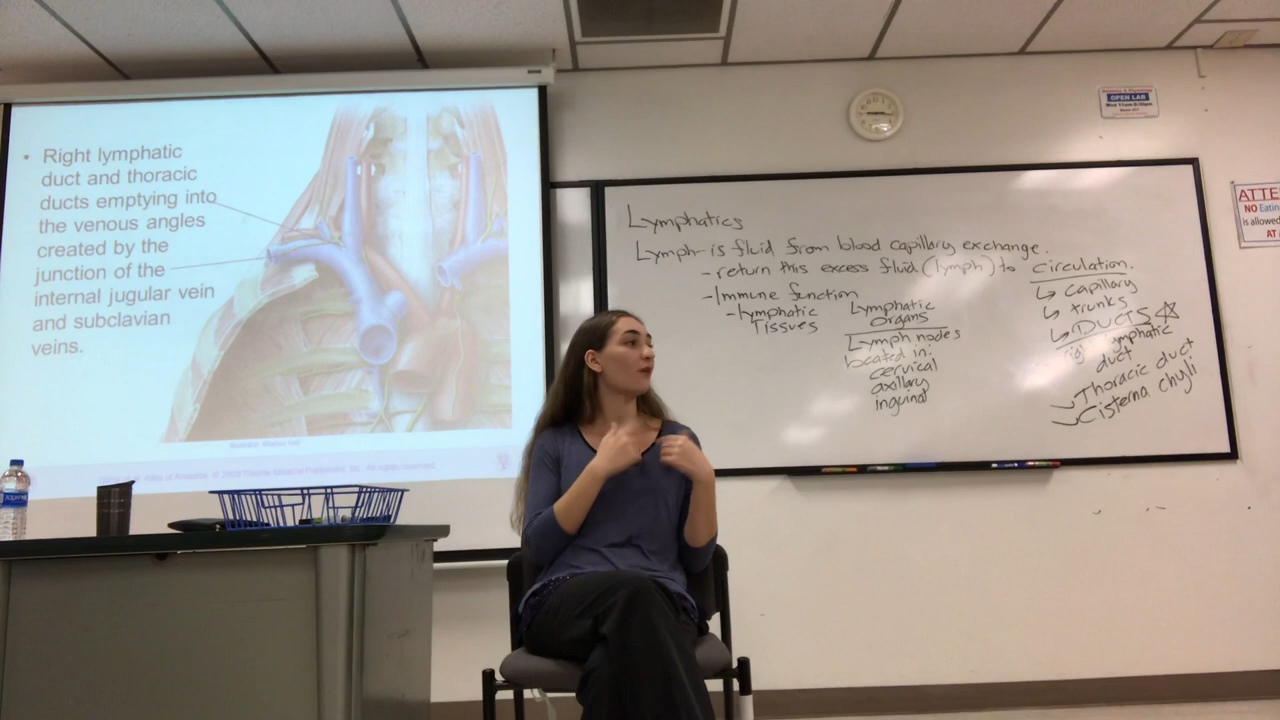 • Right lymphatic
duct and thoracic
ducts emptying into
the venous angles
created by the
junction of the
internal jugular vein
and subclavian
veins.
Lymphatics
Lymph - is fluid from blood capillary exchange.
- return this excess fluid (lymph) to circulation.
↳ capillary
↳ trunks
↳ DUCTS ☆
lymphatic
duct
Thoracic duct
Cisterna chyli
- Immune function
- lymphatic
Tissues
Lymphatic
Organs
Lymph nodes
located in:
cervical
axillary
inguinal
OPEN LAB
ATTE
NO Eatin
is allowed
AT A